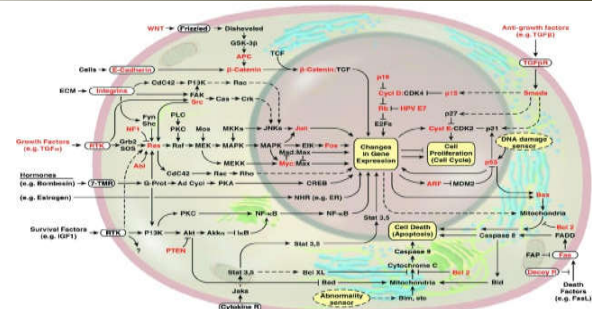 WNT Frizzled Disheveled
GSK-3β
APC
TCF
Cells E-Cadherin β-Catenin β-Catenin:TCF
CdC42 P13K Rac
ECM Integrins FAK
Src Cas Crk
Fyn
Shc
PLC
NF1
Grb2
SOS
PKC Mos MKKs JNKs Jun
Growth Factors
(e.g. TGFα)
RTK Ras Raf MEK MAPK MAPK Elk Fos
Mad:Max
MEKK Myc:Max
Abl
CdC42 Rac Rho
Hormones
(e.g. Bombesin) 7-TMR G-Prot Ad Cycl PKA CREB
(e.g. Estrogen) NHR (e.g. ER)
PKC NF-κB NF-κB
Survival Factors
(e.g. IGF1)
RTK P13K Akt Akkα IκB
PTEN
Stat 3,5
Stat 3,5
Stat 3,5 Bcl XL
Jaks
Cytokine R
Anti-growth factors
(e.g. TGFβ)
TGFβR
p16
Cycl D:CDK4 p15 Smads
Rb HPV E7
E2Fs
p27
Cycl E:CDK2 p21
DNA damage
sensor
Changes
in Gene
Expression
Cell
Proliferation
(Cell Cycle)
p53
ARF MDM2
Bax
Mitochondria
Bcl 2
Cell Death
(Apoptosis)
Caspase 8 FADD
Caspase 9
FAP Fas
Cytochrome C
Bcl 2 Decoy R
Bad Mitochondria Bid
Abnormality
sensor
Bim, etc
Death
Factors
(e.g. FasL)